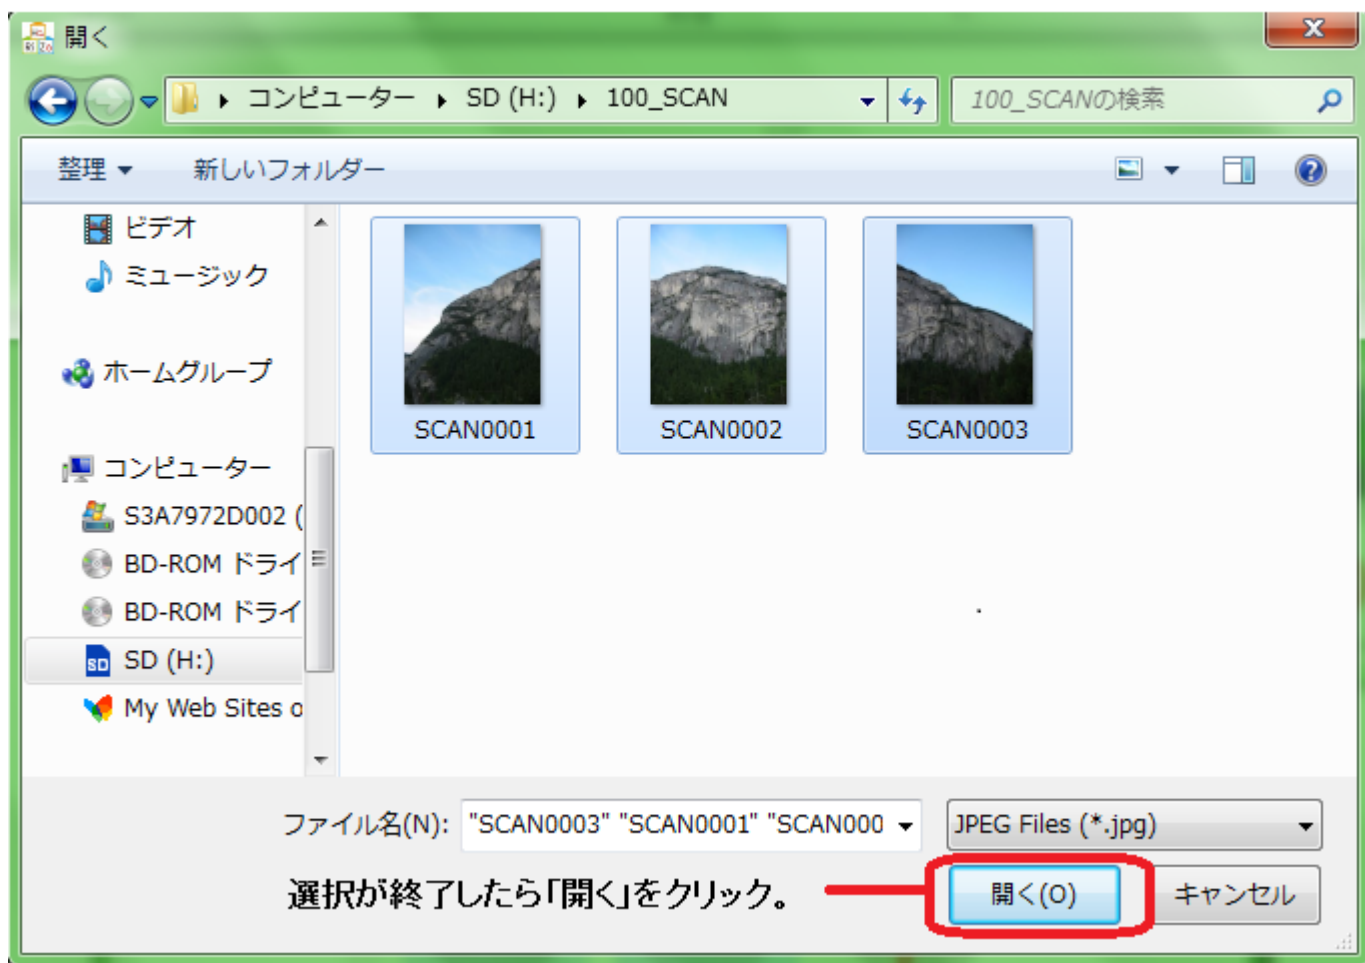 開く
コンピューター ▸ SD (H:) ▸ 100_SCAN
100_SCANの検索
整理
新しいフォルダー
ビデオ
ミュージック
ホームグループ
コンピューター
S3A7972D002 (
BD-ROM ドライ
BD-ROM ドライ
SD (H:)
My Web Sites o
SCAN0001
SCAN0002
SCAN0003
ファイル名(N): "SCAN0003" "SCAN0001" "SCAN000
JPEG Files (*.jpg)
選択が終了したら「開く」をクリック。
開く(O)
キャンセル